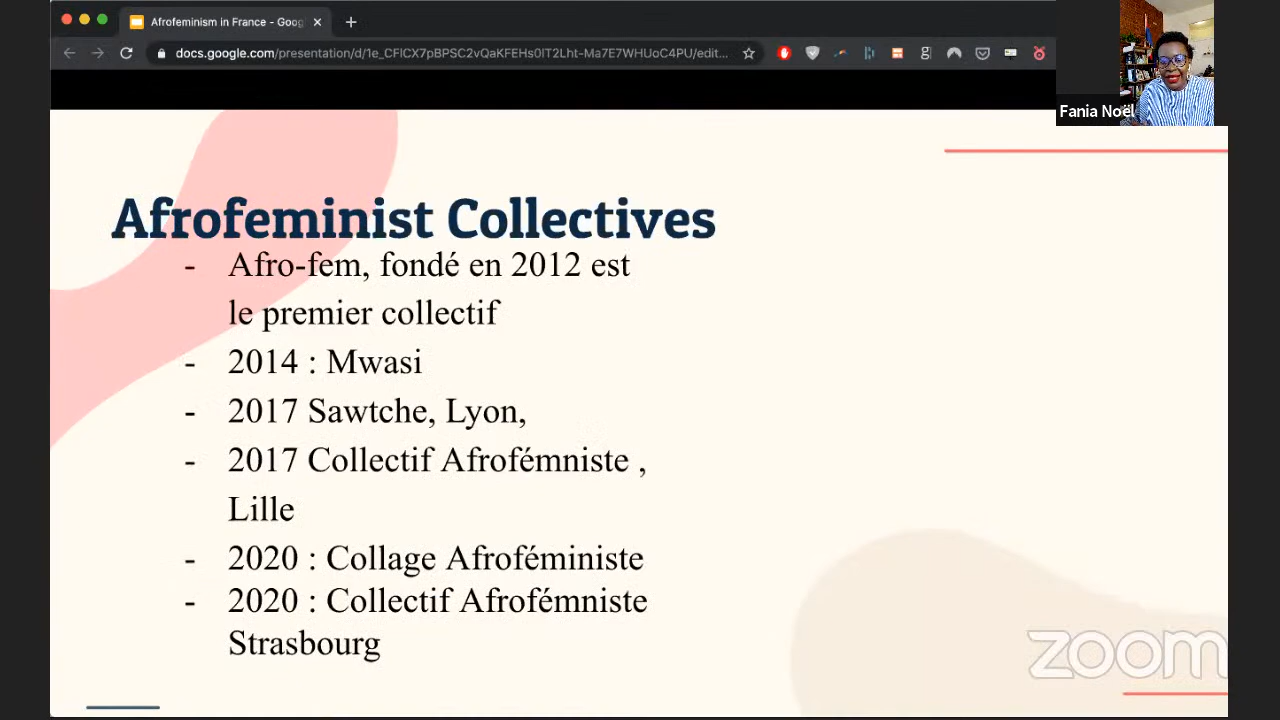 Afrofeminism in France - Goog
docs.google.com/presentation/d/1e_CFlCX7pBPSC2vQaKFEHs0lT2Lht-Ma7E7WHUoC4PU/edit...
Fania Noël
Afrofeminist Collectives
- Afro-fem, fondé en 2012 est
le premier collectif
- 2014 : Mwasi
- 2017 Sawtche, Lyon,
- 2017 Collectif Afrofémniste ,
Lille
- 2020 : Collage Afroféministe
- 2020 : Collectif Afrofémniste
Strasbourg
zoom